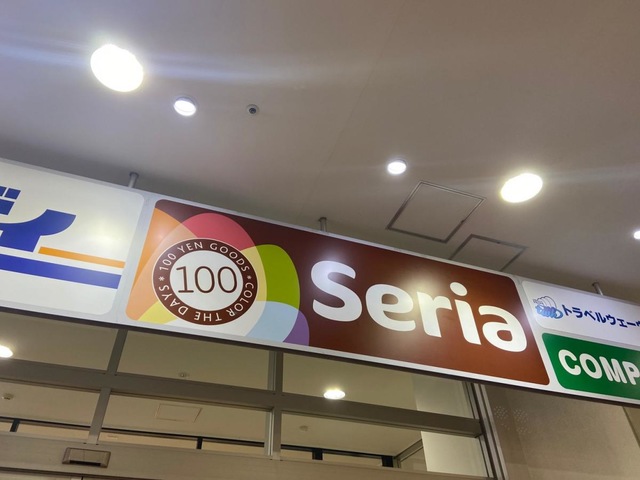 100 YEN GOODS * COLOR THE DAYS *
100
Seria
トラベルウェー
COMP